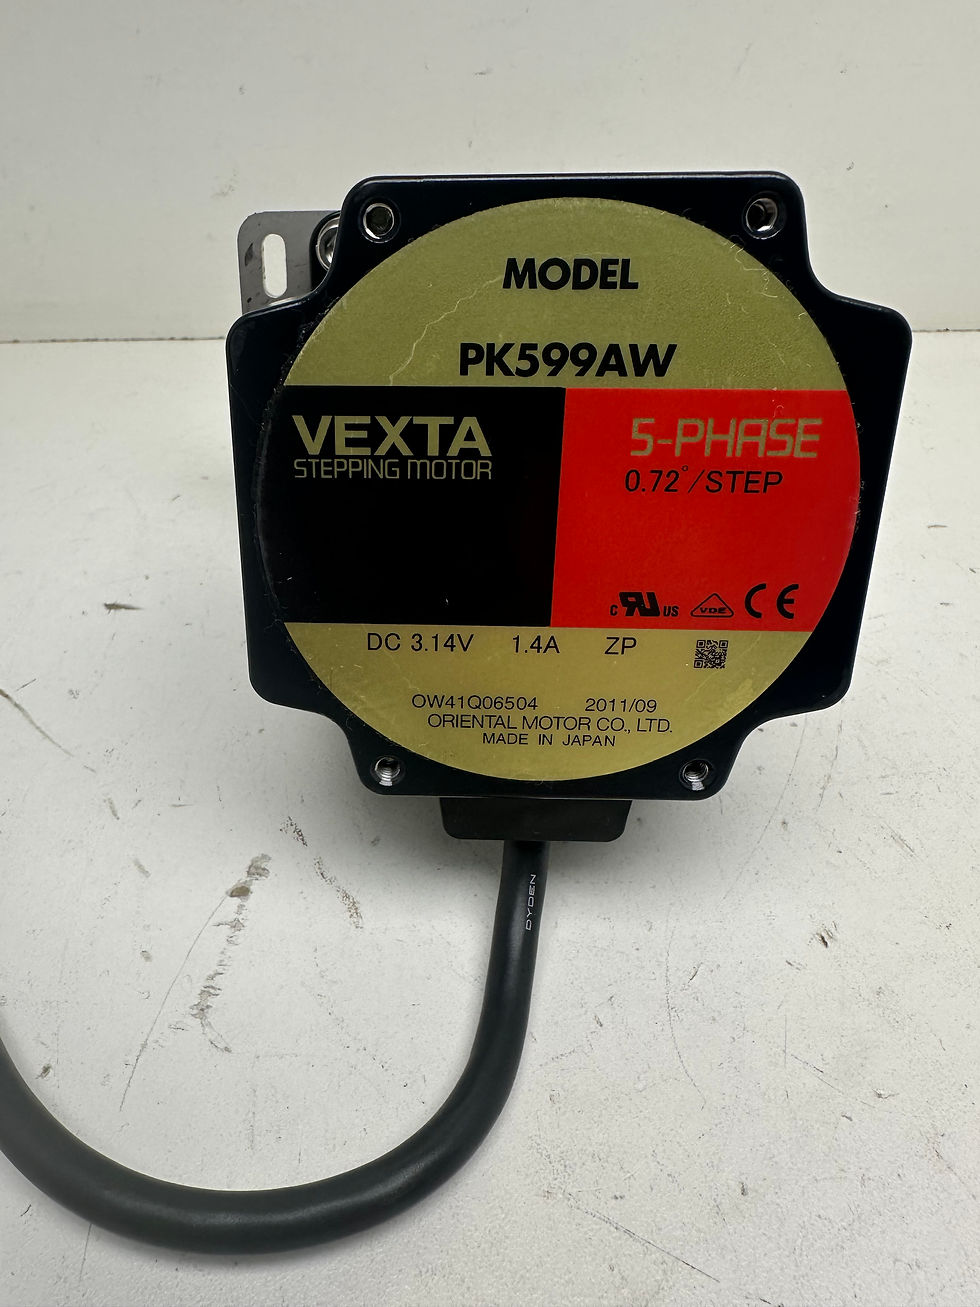 MODEL
PK599AW
VEXTA
STEPPING MOTOR
5-PHASE
0.72°/STEP
c RU US VDE CE
DC 3.14V 1.4A ZP
OW41Q06504 2011/09
ORIENTAL MOTOR CO., LTD.
MADE IN JAPAN
DYDEN